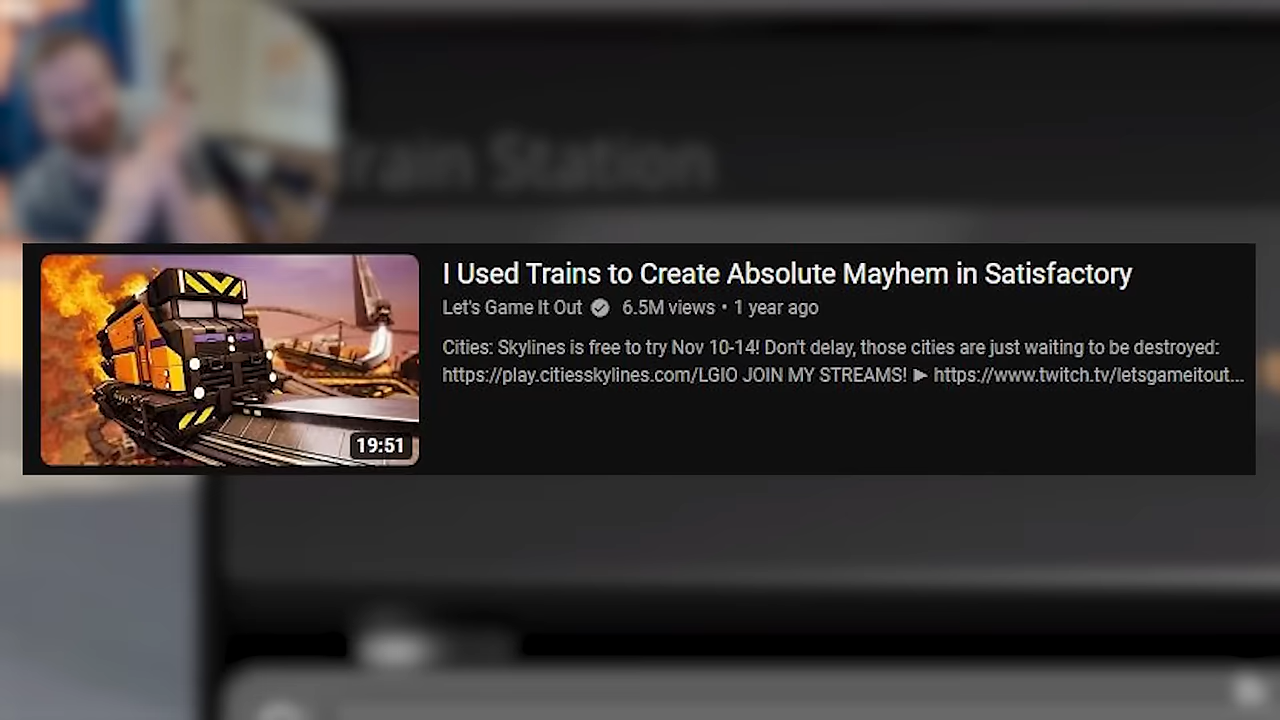 Train Station
I Used Trains to Create Absolute Mayhem in Satisfactory
Let's Game It Out 6.5M views • 1 year ago
Cities: Skylines is free to try Nov 10-14! Don't delay, those cities are just waiting to be destroyed:
https://play.citiesskylines.com/LGIO JOIN MY STREAMS! ► https://www.twitch.tv/letsgameitout...
19:51